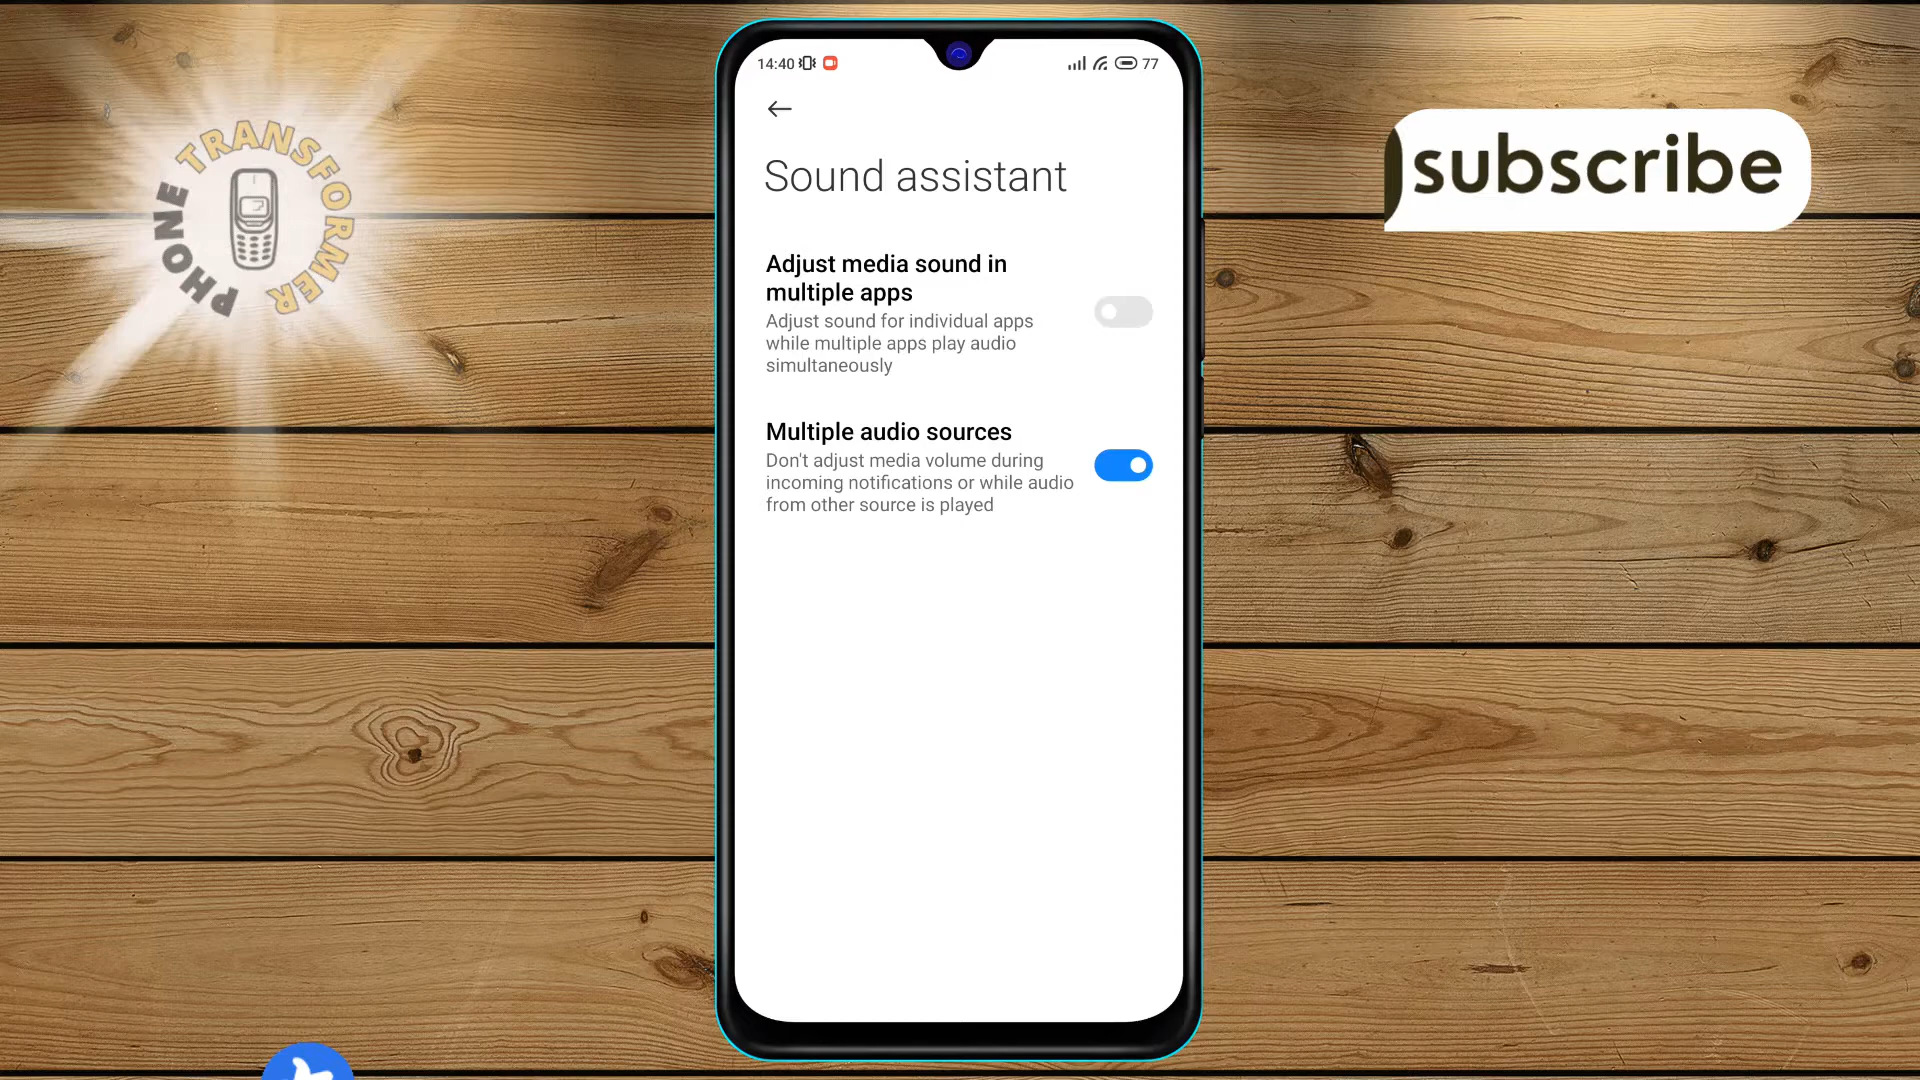 PHONE TRANSFORMER
14:40
77
Sound assistant
Adjust media sound in
multiple apps
Adjust sound for individual apps
while multiple apps play audio
simultaneously
Multiple audio sources
Don't adjust media volume during
incoming notifications or while audio
from other source is played
subscribe